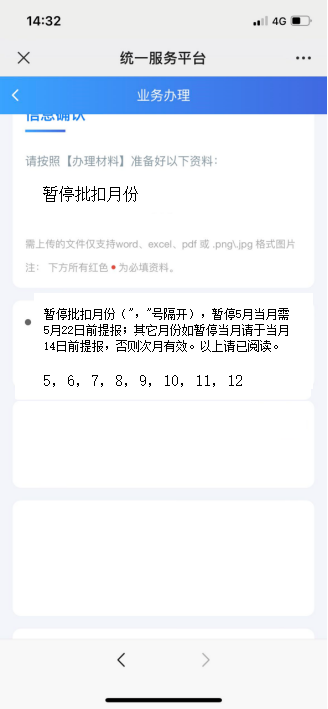 14:32
4G
统一服务平台
业务办理
信息确认
请按照【办理材料】准备好以下资料：
暂停批扣月份
需上传的文件仅支持word、excel、pdf 或 .png\.jpg 格式图片
注： 下方所有红色 为必填资料。
暂停批扣月份（","号隔开），暂停5月当月需
5月22日前提报；其它月份如暂停当月请于当月
14日前提报，否则次月有效。以上请已阅读。
5, 6, 7, 8, 9, 10, 11, 12